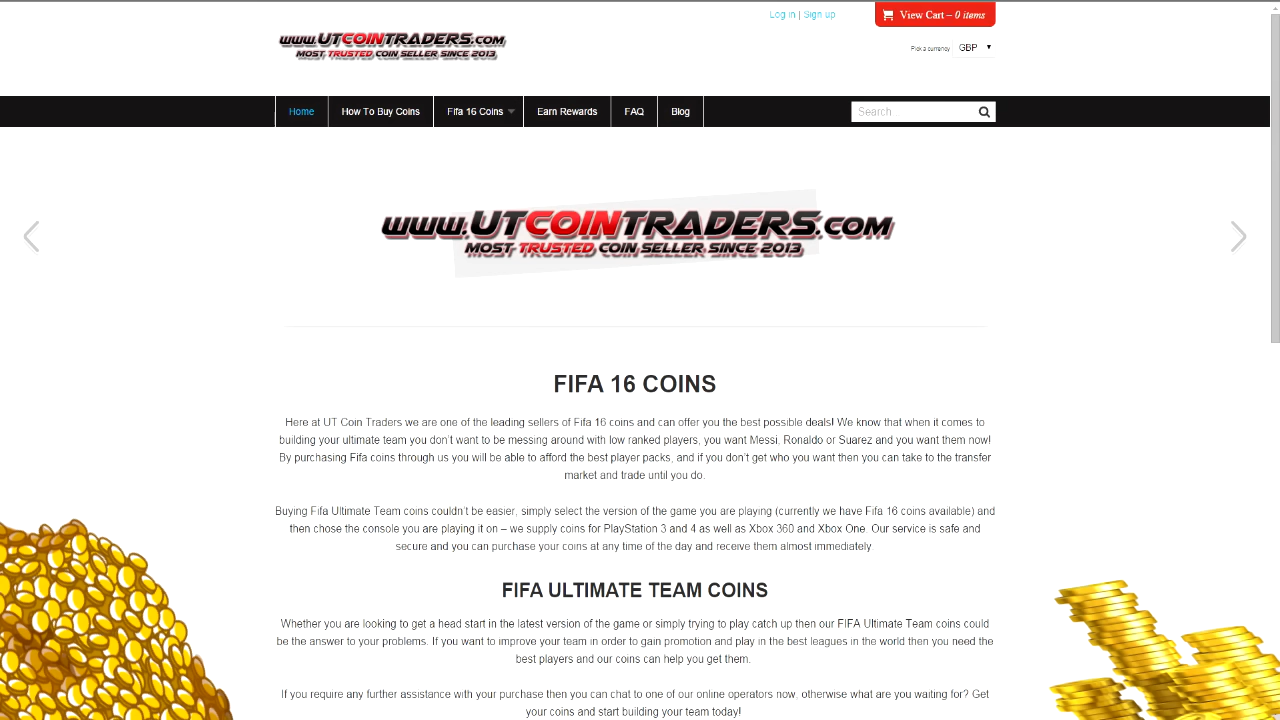 Log in | Sign up
View Cart – 0 items
www.UTCOINTRADERS.COM
MOST TRUSTED COIN SELLER SINCE 2013
Pick a currency GBP
Home How To Buy Coins Fifa 16 Coins Earn Rewards FAQ Blog Search
www.UTCOINTRADERS.com
MOST TRUSTED COIN SELLER SINCE 2013
FIFA 16 COINS
Here at UT Coin Traders we are one of the leading sellers of Fifa 16 coins and can offer you the best possible deals! We know that when it comes to
building your ultimate team you don't want to be messing around with low ranked players, you want Messi, Ronaldo or Suarez and you want them now!
By purchasing Fifa coins through us you will be able to afford the best player packs, and if you don't get who you want then you can take to the transfer
market and trade until you do.
Buying Fifa Ultimate Team coins couldn't be easier, simply select the version of the game you are playing (currently we have Fifa 16 coins available) and
then chose the console you are playing it on – we supply coins for PlayStation 3 and 4 as well as Xbox 360 and Xbox One. Our service is safe and
secure and you can purchase your coins at any time of the day and receive them almost immediately.
FIFA ULTIMATE TEAM COINS
Whether you are looking to get a head start in the latest version of the game or simply trying to play catch up then our FIFA Ultimate Team coins could
be the answer to your problems. If you want to improve your team in order to gain promotion and play in the best leagues in the world then you need the
best players and our coins can help you get them.
If you require any further assistance with your purchase then you can chat to one of our online operators now, otherwise what are you waiting for? Get
your coins and start building your team today!